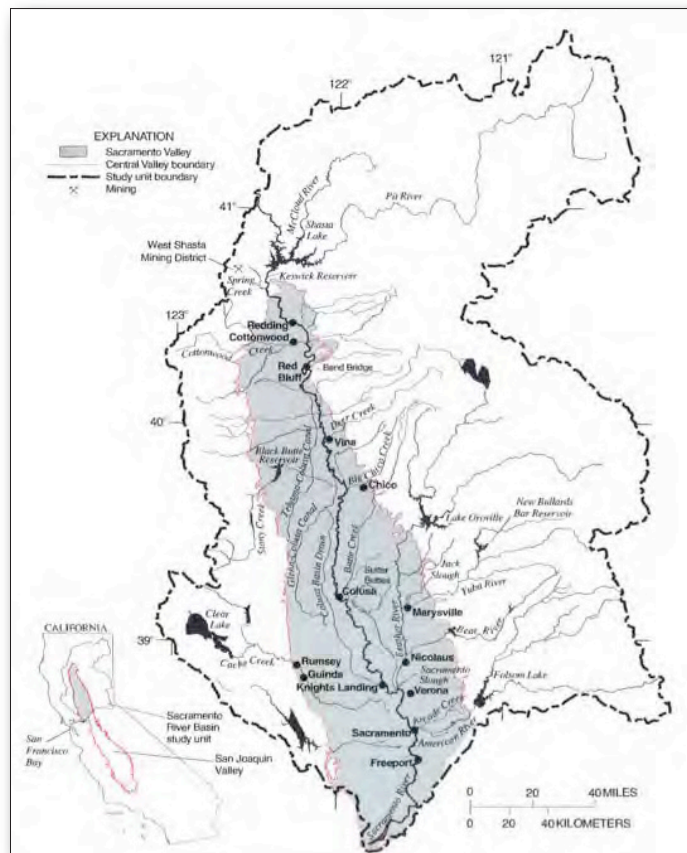 121°
122°
EXPLANATION
Sacramento Valley
Central Valley boundary
Study unit boundary
Mining
McCloud River
Pit River
41°
Shasta
Lake
West Shasta
Mining District
Keswick Reservoir
Spring
Creek
123°
Redding
Cottonwood
Cottonwood
Creek
Red
Bluff
Bend Bridge
40
Deer Creek
Vina
Tehama-Colusa Canal
Black Butte
Reservoir
Big Chico Creek
Chico
New Bullards
Bar Reservoir
Lake Oroville
Stony Creek
Glenn-Colusa Canal
Colusa Basin Drain
Butte Creek
Jack
Slough
Sutter
Buttes
Yuba River
Colusa
Marysville
Clear
Lake
Feather River
Bear River
39
CALIFORNIA
Cache Creek
Rumsey
Nicolaus
Guinda
Sacramento
Slough
Folsom Lake
Knights Landing
Verona
Sacramento
River Basin
study unit
Arcade Creek
Sacramento
American River
San
Francisco
Bay
San Joaquin
Valley
Freeport
Sacramento River
0 20 40 MILES
0 20 40 KILOMETERS